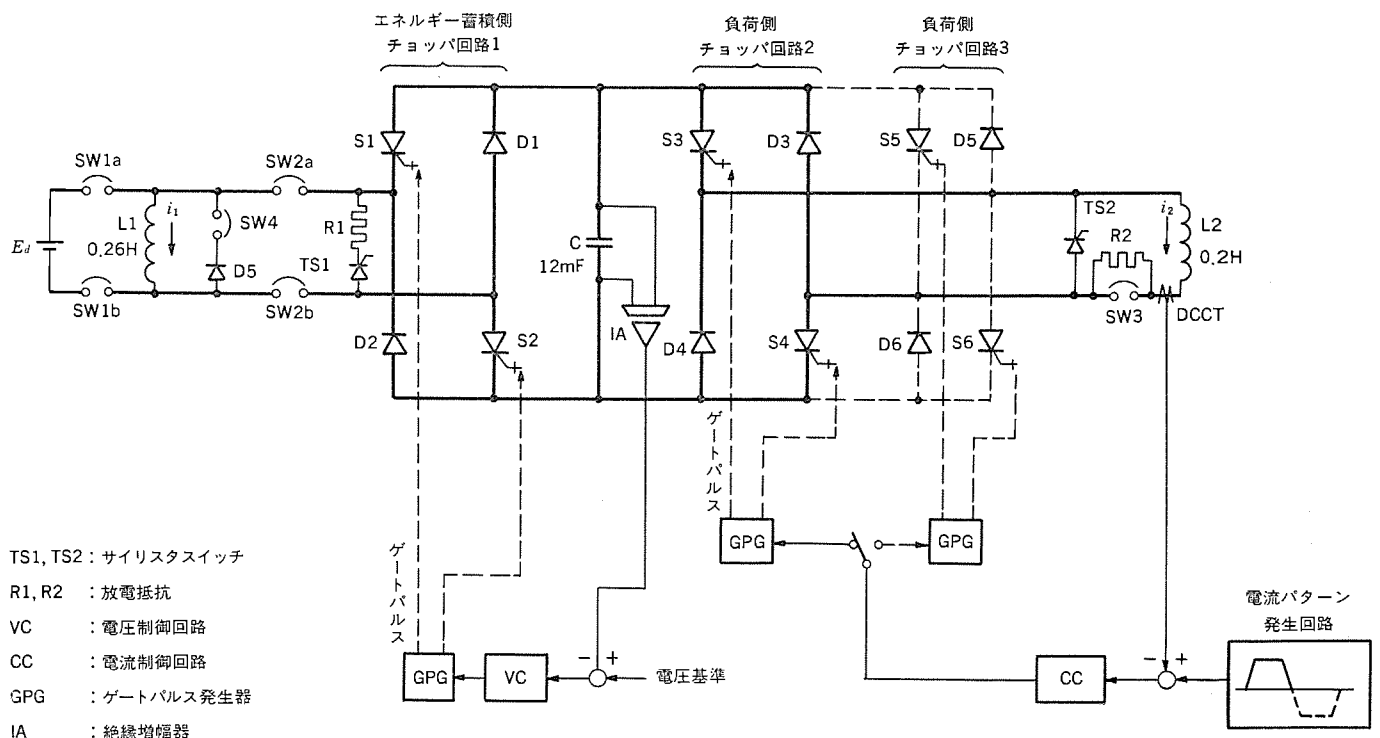 エネルギー蓄積側
チョッパ回路1
負荷側
チョッパ回路2
負荷側
チョッパ回路3
S1
D1
S3
D3
S5
D5
SW1a
SW2a
L1
i₁
0.26H
SW4
R1
TS1
D5
E_d
SW1b
SW2b
C
12mF
IA
TS2
i₂
L2
R2
0.2H
SW3
DCCT
D2
S2
D4
S4
D6
S6
ゲートパルス
GPG
GPG
ゲートパルス
TS1, TS2 : サイリスタスイッチ
R1, R2 : 放電抵抗
VC : 電圧制御回路
CC : 電流制御回路
GPG : ゲートパルス発生器
IA : 絶縁増幅器
GPG
VC
− +
電圧基準
CC
− +
電流パターン
発生回路